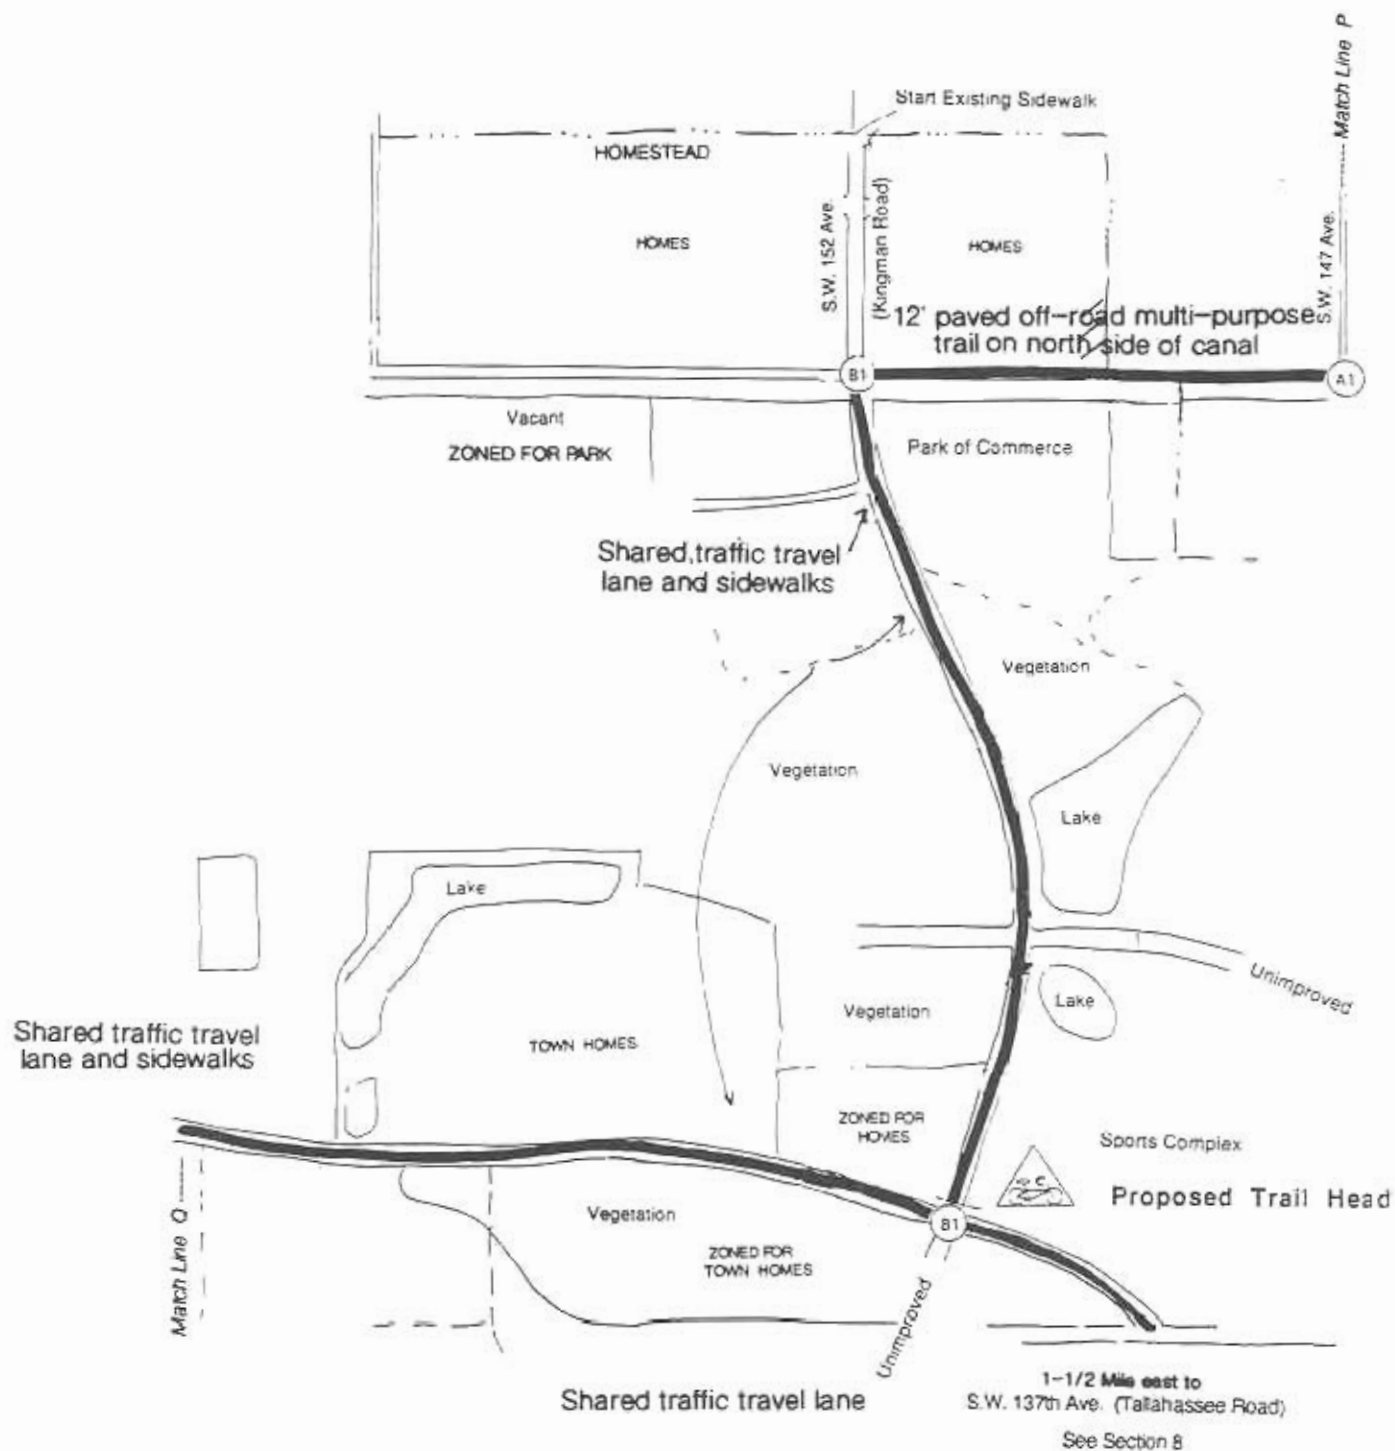 Match Line P
Start Existing Sidewalk
HOMESTEAD
HOMES
S.W. 152 Ave.
(Kingman Road)
HOMES
S.W. 147 Ave.
12' paved off-road multi-purpose
trail on north side of canal
B1
A1
Vacant
ZONED FOR PARK
Park of Commerce
Shared traffic travel
lane and sidewalks
Vegetation
Vegetation
Lake
Lake
Unimproved
Lake
Vegetation
Shared traffic travel
lane and sidewalks
TOWN HOMES
ZONED FOR
HOMES
Sports Complex
Proposed Trail Head
Match Line Q
Vegetation
B1
ZONED FOR
TOWN HOMES
Unimproved
1-1/2 Mile east to
S.W. 137th Ave. (Tallahassee Road)
See Section 8
Shared traffic travel lane